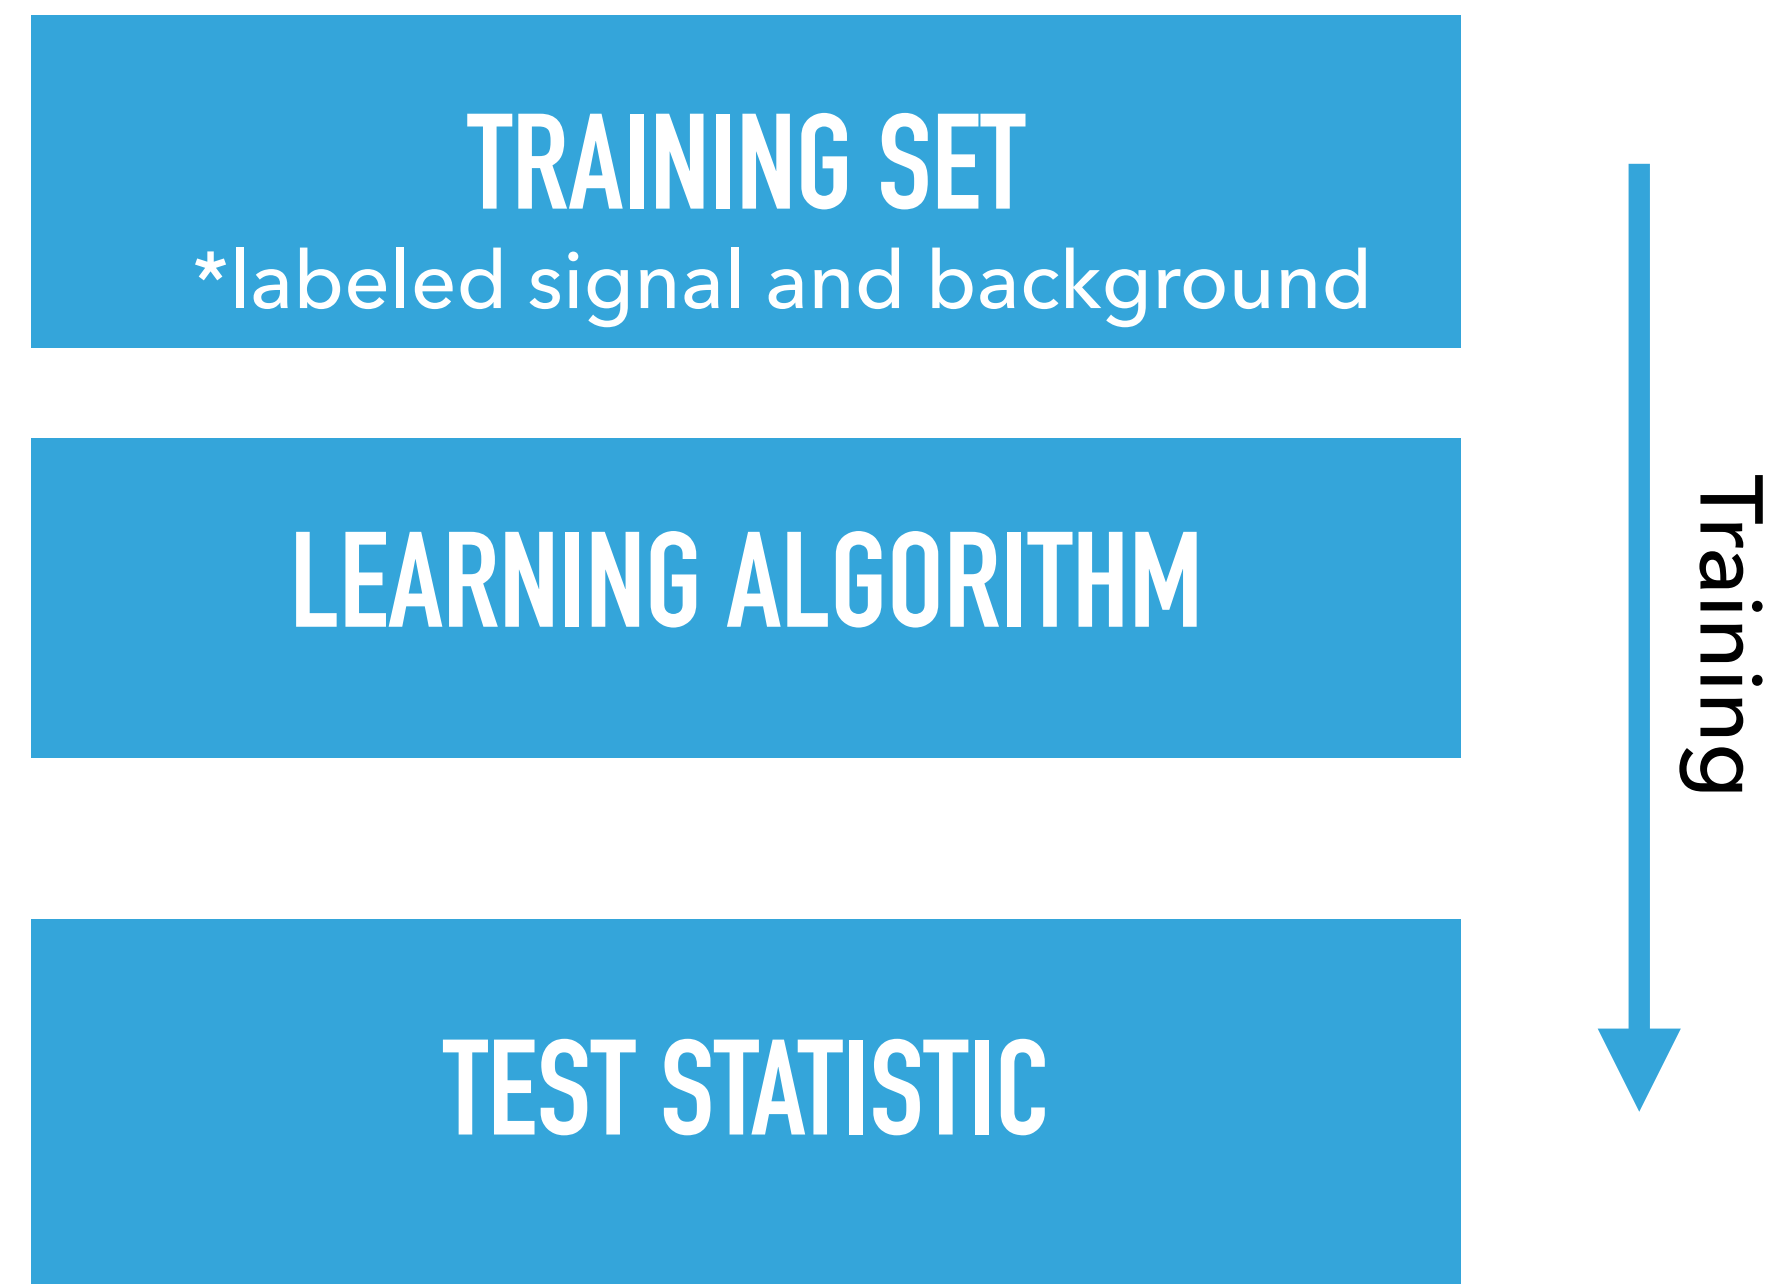 TRAINING SET
*labeled signal and background
LEARNING ALGORITHM
TEST STATISTIC
Training